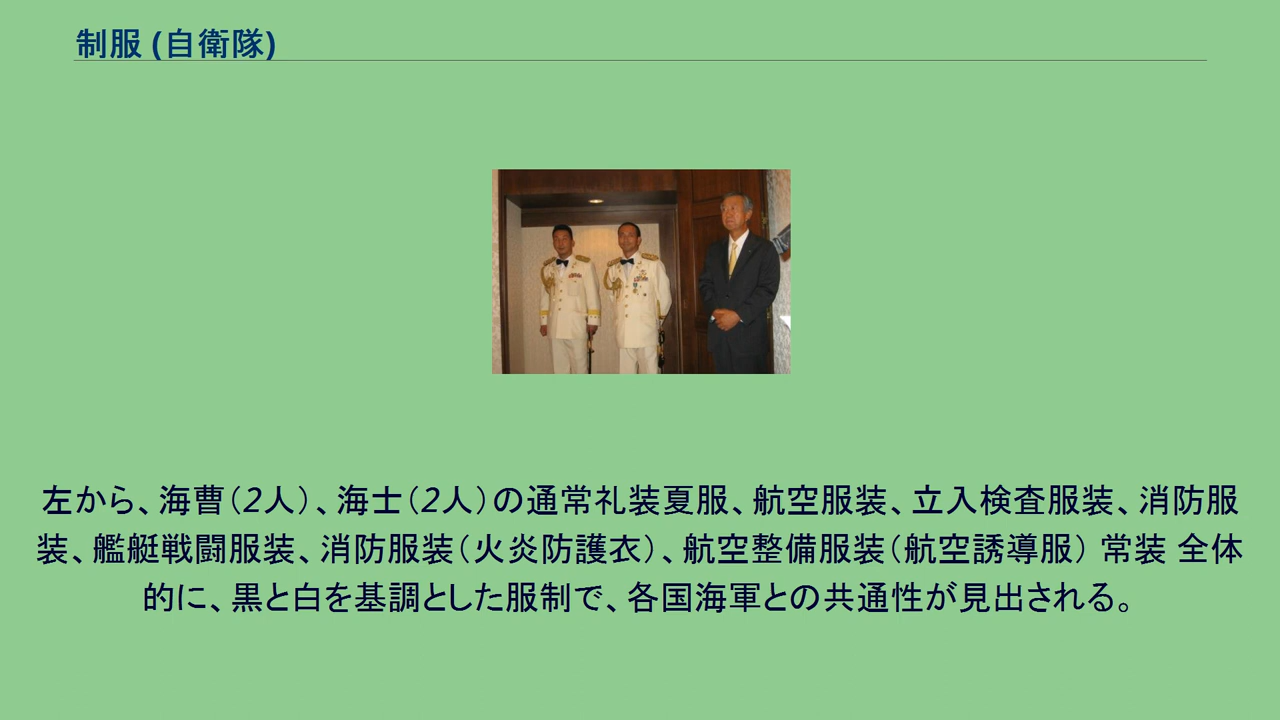 制服 (自衛隊)
左から、海曹（2人）、海士（2人）の通常礼装夏服、航空服装、立入検査服装、消防服
装、艦艇戦闘服装、消防服装（火炎防護衣）、航空整備服装（航空誘導服） 常装 全体
的に、黒と白を基調とした服制で、各国海軍との共通性が見出される。